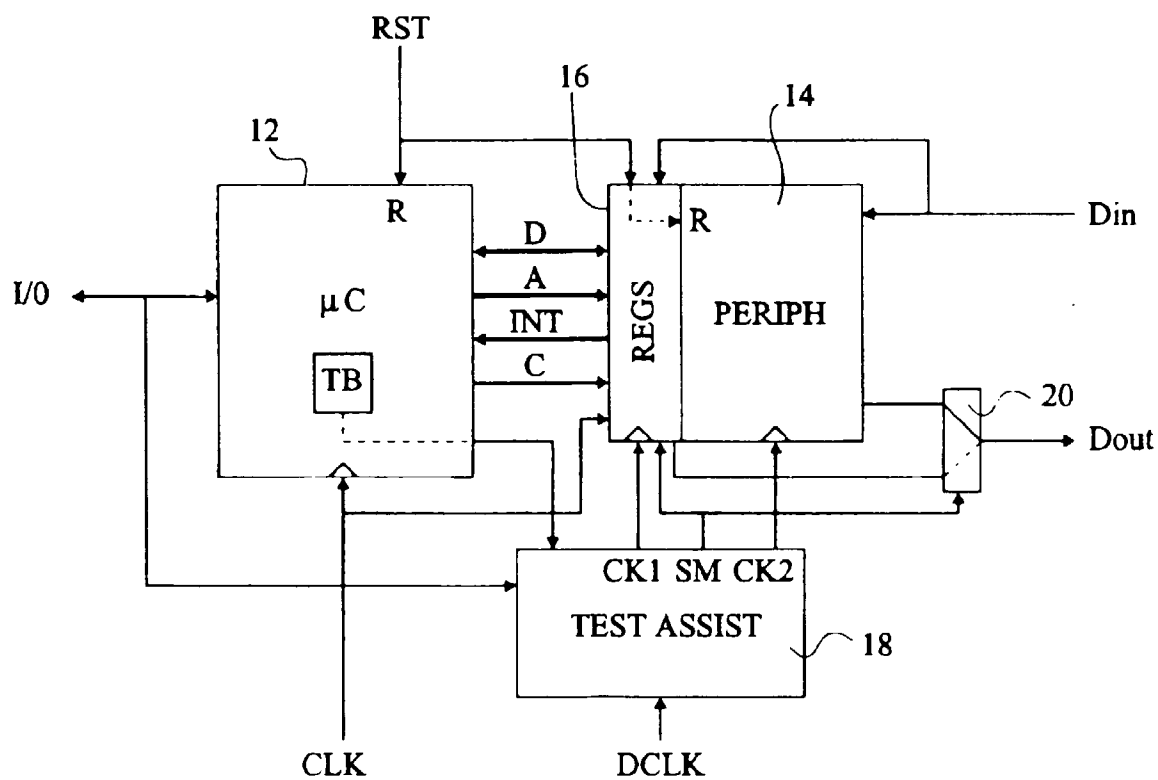 RST
16
14
12
R
R
Din
D
I/0
A
μC
REGS
PERIPH
INT
C
TB
20
Dout
CK1 SM CK2
TEST ASSIST
18
CLK
DCLK